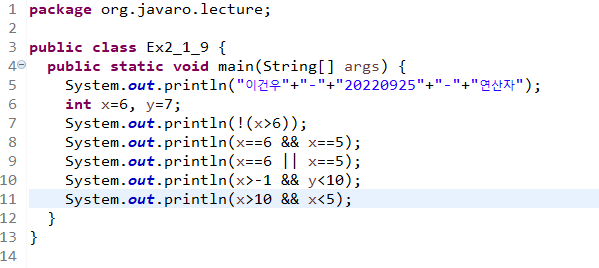 1 package org.javaro.lecture;
2
3 public class Ex2_1_9 {
4 public static void main(String[] args) {
5 System.out.println("이건우"+"-"+"20220925"+"-"+"연산자");
6 int x=6, y=7;
7 System.out.println(!(x>6));
8 System.out.println(x==6 && x==5);
9 System.out.println(x==6 || x==5);
10 System.out.println(x>-1 && y<10);
11 System.out.println(x>10 && x<5);
12 }
13 }
14